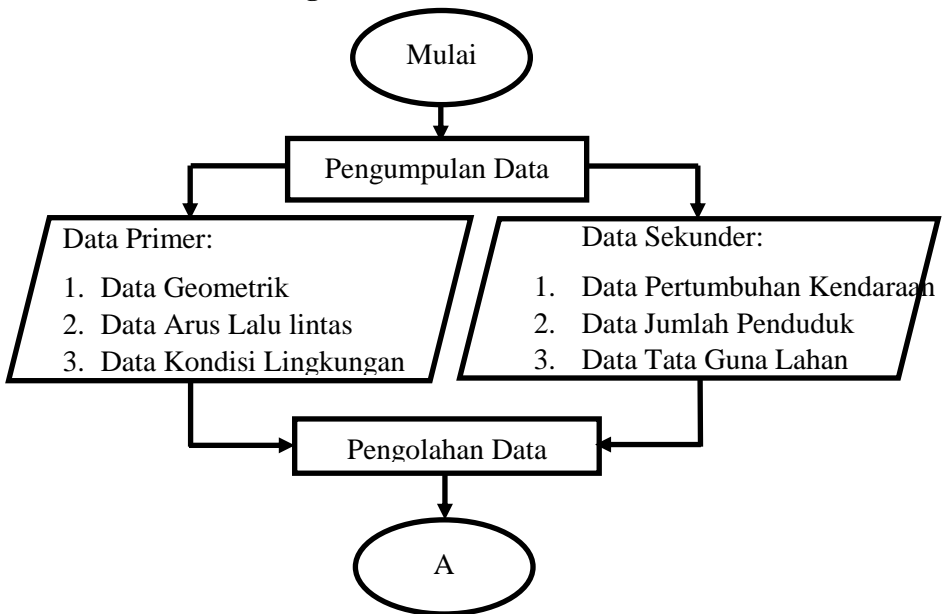 Mulai
Pengumpulan Data
Data Primer:
1. Data Geometrik
2. Data Arus Lalu lintas
3. Data Kondisi Lingkungan
Data Sekunder:
1. Data Pertumbuhan Kendaraan
2. Data Jumlah Penduduk
3. Data Tata Guna Lahan
Pengolahan Data
A